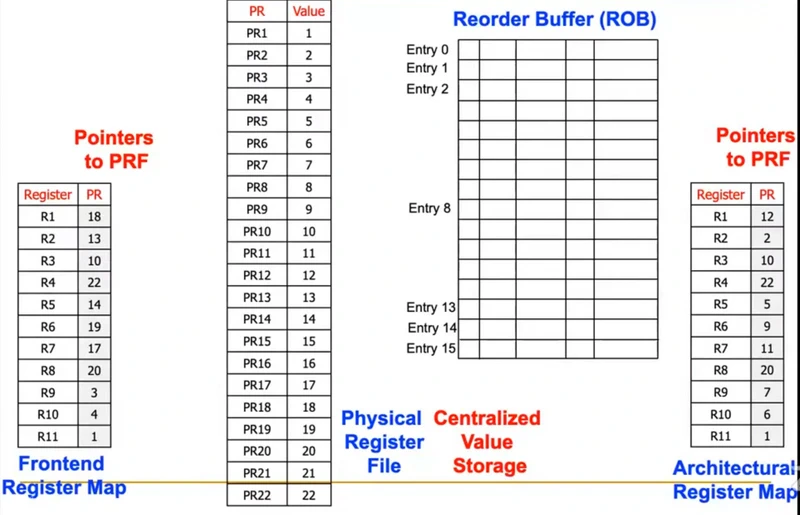 Reorder Buffer (ROB)
PR Value
PR1 1
PR2 2
PR3 3
PR4 4
PR5 5
PR6 6
PR7 7
PR8 8
PR9 9
PR10 10
PR11 11
PR12 12
PR13 13
PR14 14
PR15 15
PR16 16
PR17 17
PR18 18
PR19 19
PR20 20
PR21 21
PR22 22
Entry 0
Entry 1
Entry 2
Entry 8
Entry 13
Entry 14
Entry 15
Pointers
to PRF
Register PR
R1 18
R2 13
R3 10
R4 22
R5 14
R6 19
R7 17
R8 20
R9 3
R10 4
R11 1
Frontend
Register Map
Physical
Register
File
Centralized
Value
Storage
Pointers
to PRF
Register PR
R1 12
R2 2
R3 10
R4 22
R5 5
R6 9
R7 11
R8 20
R9 7
R10 6
R11 1
Architectural
Register Map